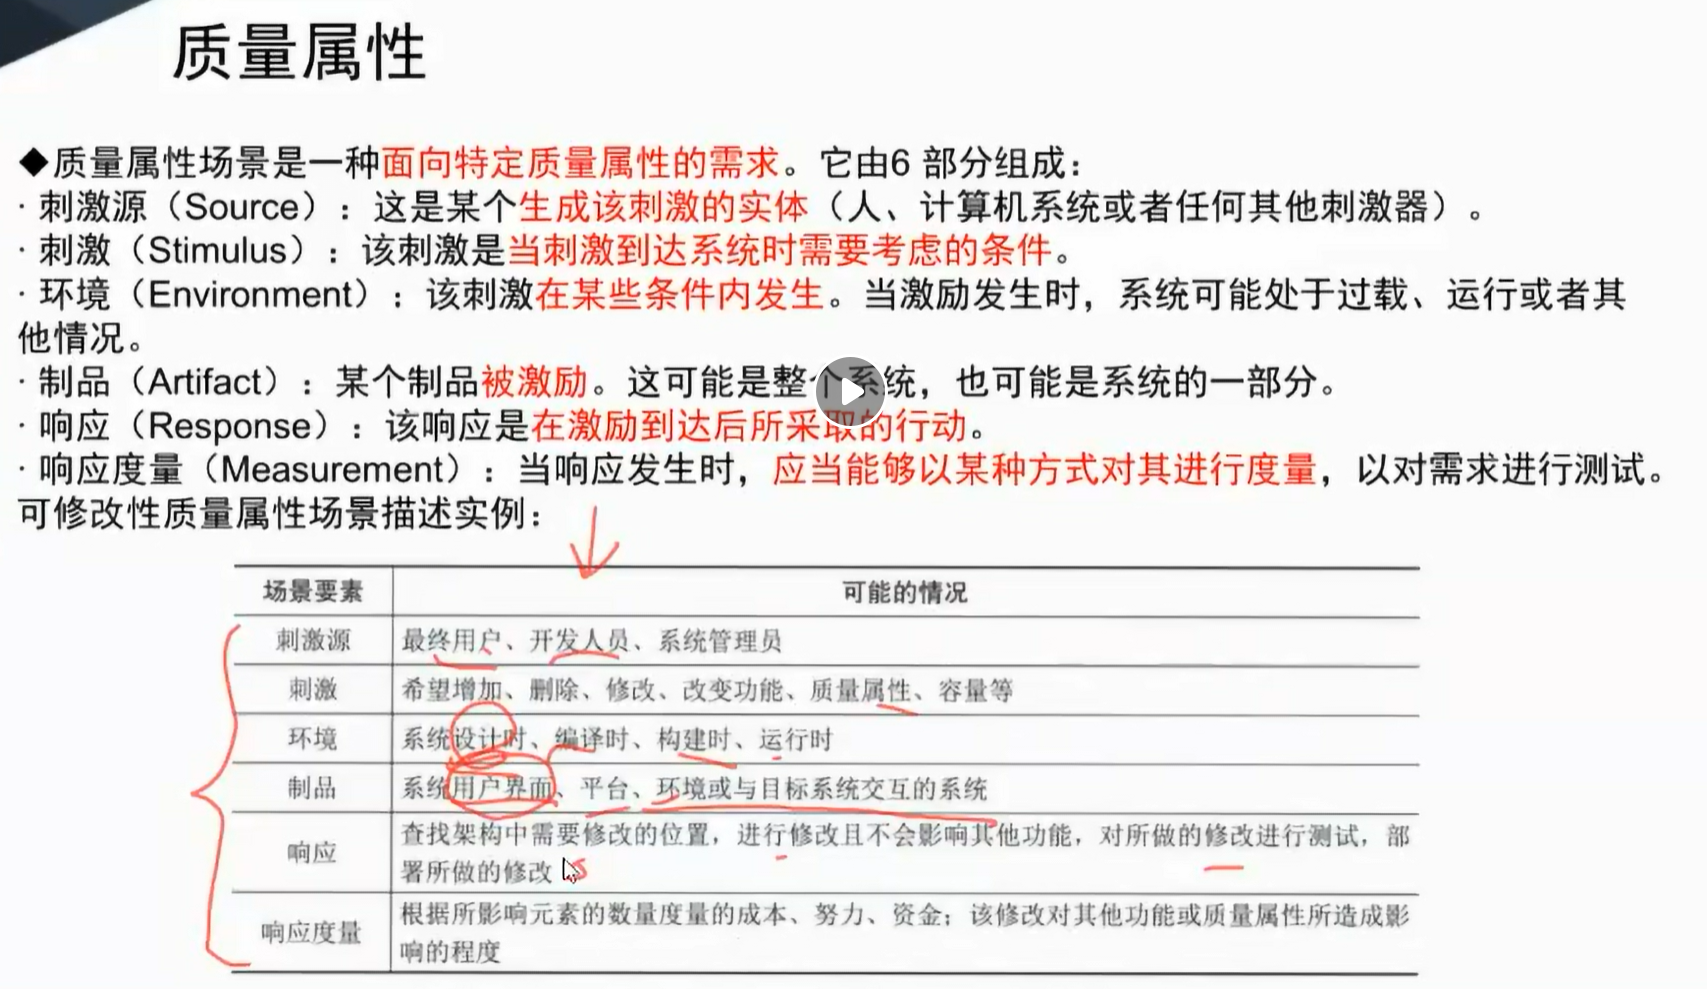 质量属性
◆质量属性场景是一种面向特定质量属性的需求。它由6 部分组成：
· 刺激源（Source）：这是某个生成该刺激的实体（人、计算机系统或者任何其他刺激器）。
· 刺激（Stimulus）：该刺激是当刺激到达系统时需要考虑的条件。
· 环境（Environment）：该刺激在某些条件内发生。当激励发生时，系统可能处于过载、运行或者其
他情况。
· 制品（Artifact）：某个制品被激励。这可能是整个系统，也可能是系统的一部分。
· 响应（Response）：该响应是在激励到达后所采取的行动。
· 响应度量（Measurement）：当响应发生时，应当能够以某种方式对其进行度量，以对需求进行测试。
可修改性质量属性场景描述实例：
场景要素 可能的情况
刺激源 最终用户、开发人员、系统管理员
刺激 希望增加、删除、修改、改变功能、质量属性、容量等
环境 系统设计时、编译时、构建时、运行时
制品 系统用户界面、平台、环境或与目标系统交互的系统
响应 查找架构中需要修改的位置，进行修改且不会影响其他功能，对所做的修改进行测试，部
署所做的修改
响应度量 根据所影响元素的数量度量的成本、努力、资金；该修改对其他功能或质量属性所造成影
响的程度